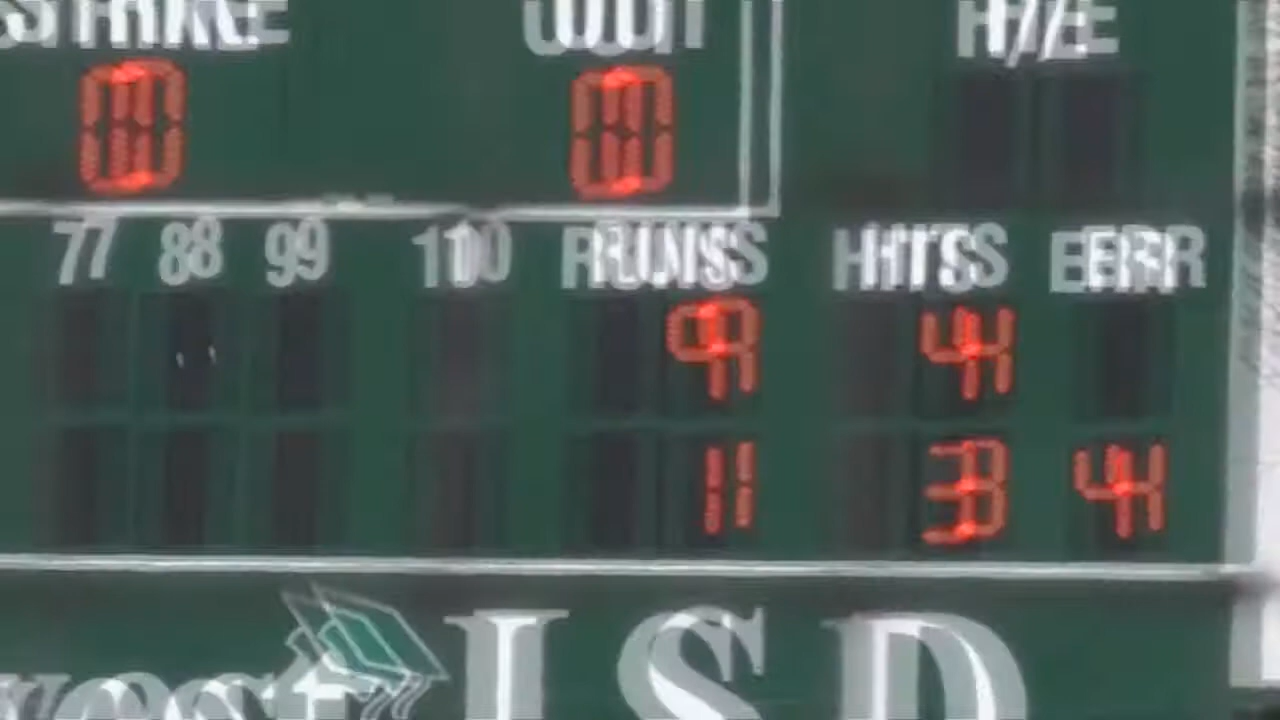 STRIKE OUT H/E
0 0
7 8 9 10 RUNS HITS ERR
9 4
1 3 4
ISD